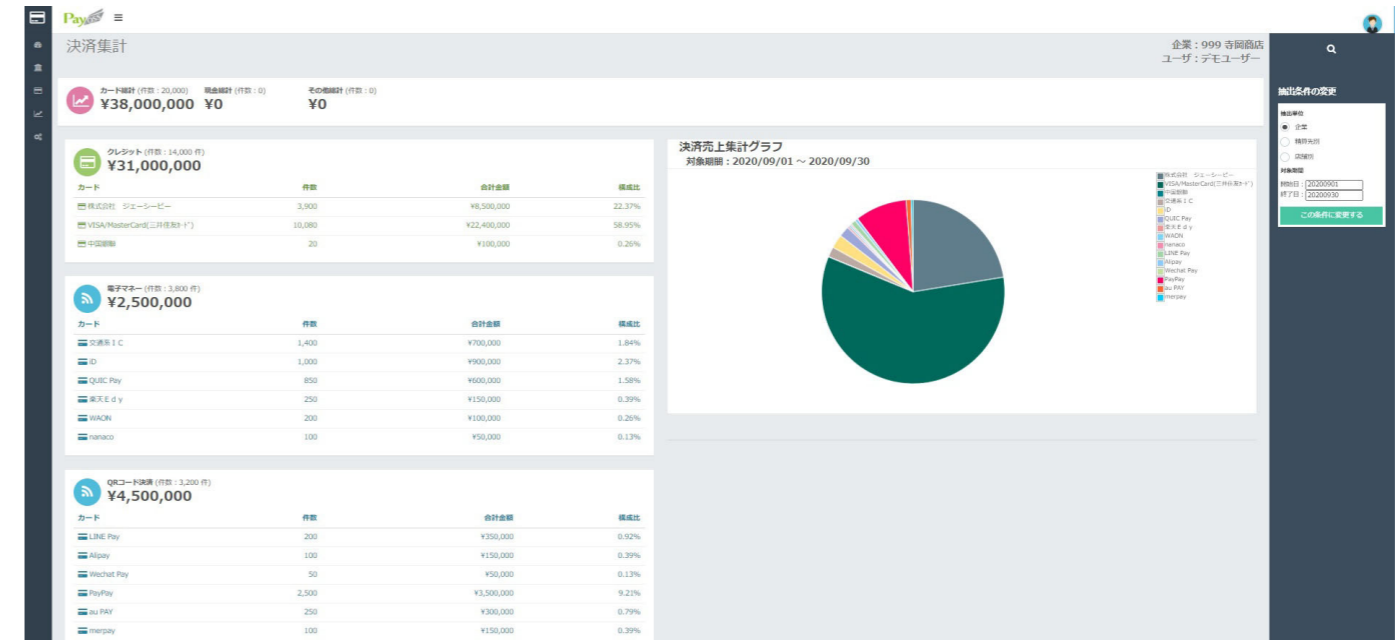 Pay
決済集計
企業：999 寺岡商店
ユーザ：デモユーザー
カード総計 (件数：20,000) 現金総計 (件数：0) その他総計 (件数：0)
¥38,000,000 ¥0 ¥0
クレジット (件数：14,000 件)
¥31,000,000
カード 件数 合計金額 構成比
株式会社 ジェーシービー 3,900 ¥8,500,000 22.37%
VISA/MasterCard(三井住友ｶｰﾄﾞ) 10,080 ¥22,400,000 58.95%
中国銀聯 20 ¥100,000 0.26%
電子マネー (件数：3,800 件)
¥2,500,000
カード 件数 合計金額 構成比
交通系ＩＣ 1,400 ¥700,000 1.84%
iD 1,000 ¥900,000 2.37%
QUIC Pay 850 ¥600,000 1.58%
楽天Ｅｄｙ 250 ¥150,000 0.39%
WAON 200 ¥100,000 0.26%
nanaco 100 ¥50,000 0.13%
QRコード決済 (件数：3,200 件)
¥4,500,000
カード 件数 合計金額 構成比
LINE Pay 200 ¥350,000 0.92%
Alipay 100 ¥150,000 0.39%
Wechat Pay 50 ¥50,000 0.13%
PayPay 2,500 ¥3,500,000 9.21%
au PAY 250 ¥300,000 0.79%
merpay 100 ¥150,000 0.39%
決済売上集計グラフ
対象期間：2020/09/01 ～ 2020/09/30
株式会社 ジェーシービー
VISA/MasterCard(三井住友ｶｰﾄﾞ)
中国銀聯
交通系ＩＣ
iD
QUIC Pay
楽天Ｅｄｙ
WAON
nanaco
LINE Pay
Alipay
Wechat Pay
PayPay
au PAY
merpay
抽出条件の変更
抽出単位
企業
精算先別
店舗別
対象期間
開始日：20200901
終了日：20200930
この条件に変更する